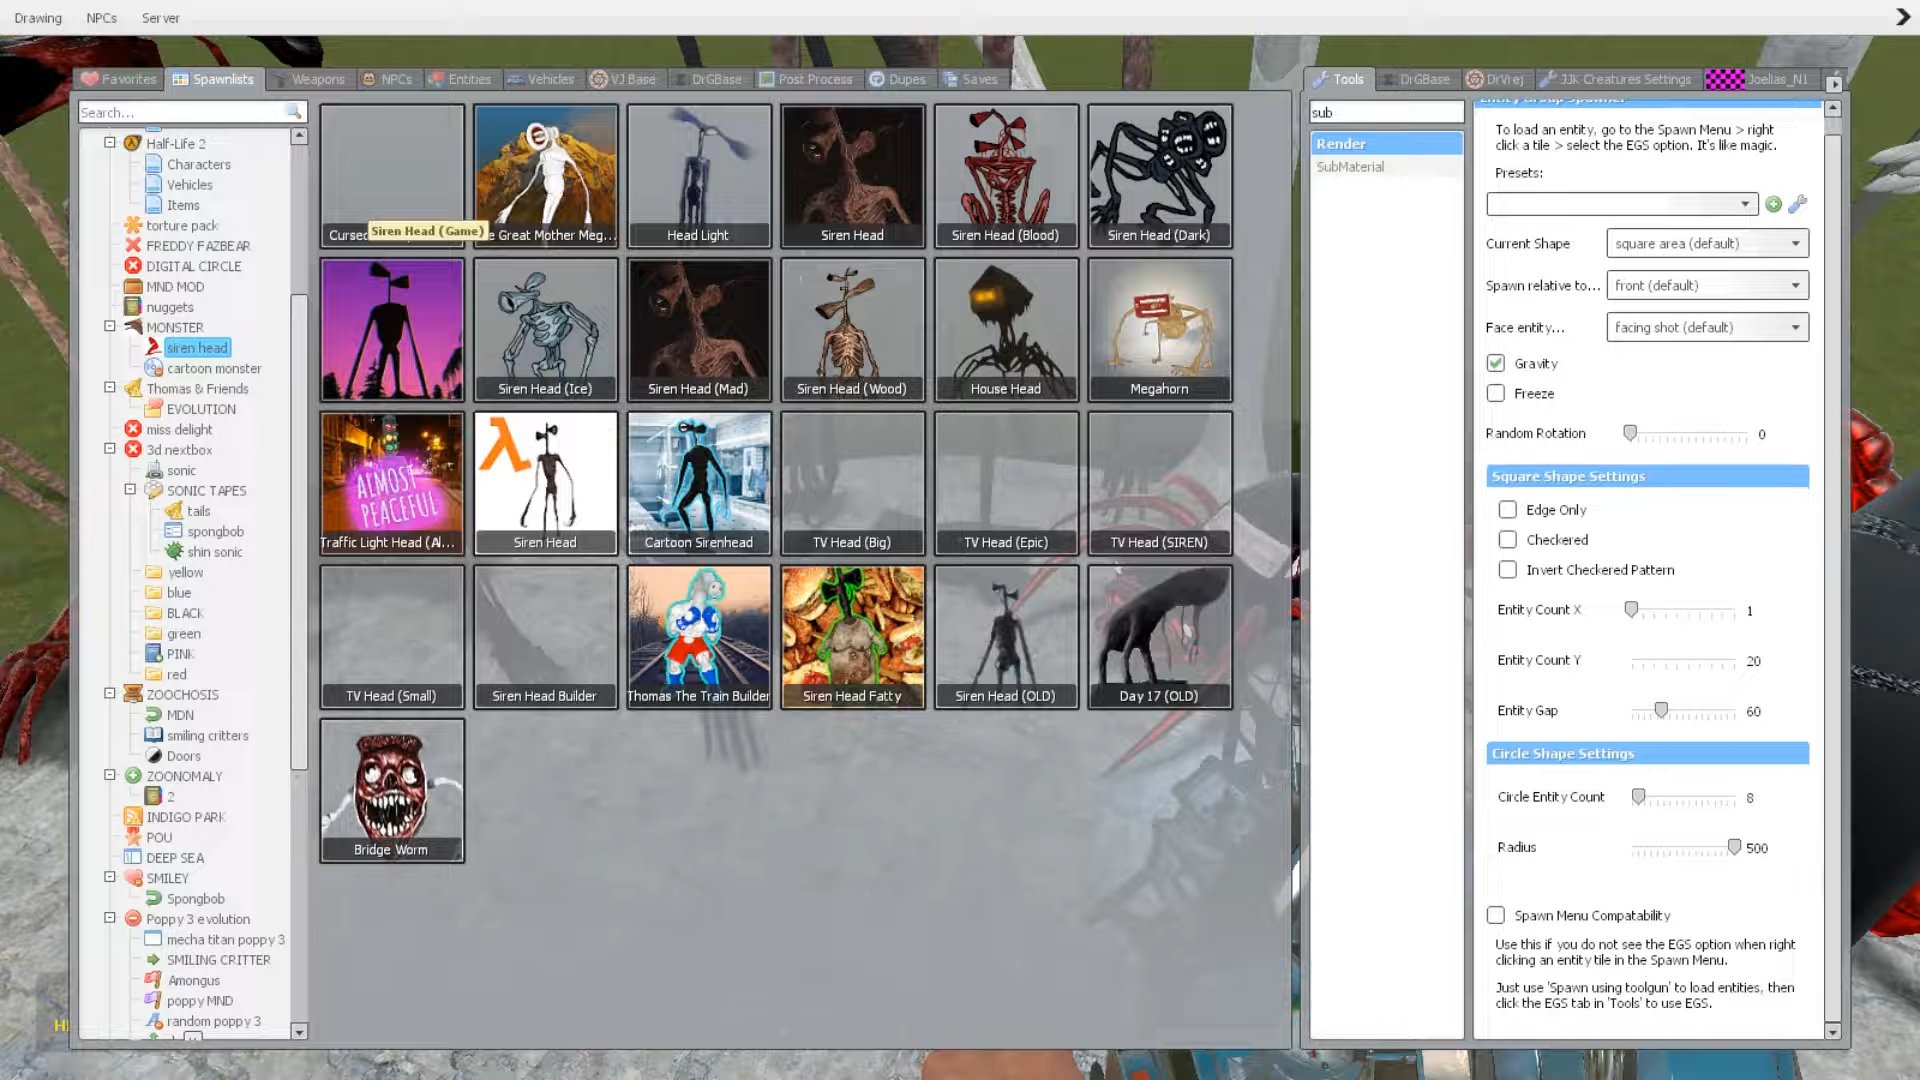 Drawing NPCs Server
Favorites Spawnlists Weapons NPCs Entities Vehicles VJ Base DrGBase Post Process Dupes Saves
Search...
Half-Life 2
Characters
Vehicles
Items
torture pack
FREDDY FAZBEAR
DIGITAL CIRCLE
MND MOD
nuggets
MONSTER
siren head
cartoon monster
Thomas & Friends
EVOLUTION
miss delight
3d nextbox
sonic
SONIC TAPES
tails
spongbob
shin sonic
yellow
blue
BLACK
green
PINK
red
ZOOCHOSIS
MDN
smiling critters
Doors
ZOONOMALY
2
INDIGO PARK
POU
DEEP SEA
SMILEY
Spongbob
Poppy 3 evolution
mecha titan poppy 3
SMILING CRITTER
Amongus
poppy MND
random poppy 3
Siren Head (Game)
e Great Mother Meg...
Head Light
Siren Head
Siren Head (Blood)
Siren Head (Dark)
Siren Head (Ice)
Siren Head (Mad)
Siren Head (Wood)
House Head
Megahorn
ALMOST
PEACEFUL
Traffic Light Head (Al...
Siren Head
Cartoon Sirenhead
TV Head (Big)
TV Head (Epic)
TV Head (SIREN)
TV Head (Small)
Siren Head Builder
Thomas The Train Builder
Siren Head Fatty
Siren Head (OLD)
Day 17 (OLD)
Bridge Worm
Tools DrGBase DrVrej JJK Creatures Settings Joellas_N1
sub
Render
SubMaterial
Entity Group Spawner
To load an entity, go to the Spawn Menu > right
click a tile > select the EGS option. It's like magic.
Presets:
Current Shape square area (default)
Spawn relative to... front (default)
Face entity... facing shot (default)
Gravity
Freeze
Random Rotation 0
Square Shape Settings
Edge Only
Checkered
Invert Checkered Pattern
Entity Count X 1
Entity Count Y 20
Entity Gap 60
Circle Shape Settings
Circle Entity Count 8
Radius 500
Spawn Menu Compatability
Use this if you do not see the EGS option when right
clicking an entity tile in the Spawn Menu.
Just use 'Spawn using toolgun' to load entities, then
click the EGS tab in 'Tools' to use EGS.